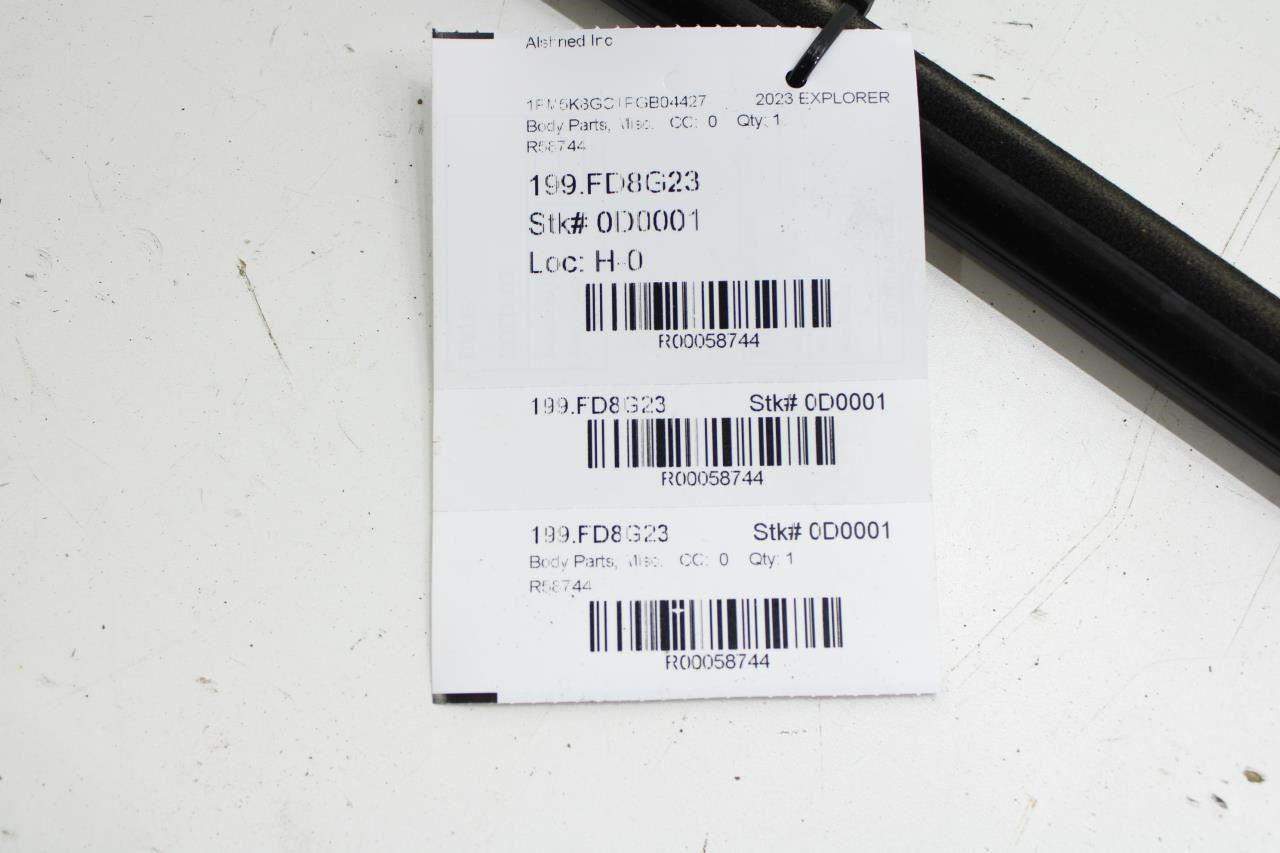 Alshned Inc
1FM5K8GC1PGB04427 2023 EXPLORER
Body Parts, Misc. CC: 0 Qty: 1
R58744
199.FD8G23
Stk# 0D0001
Loc: H-0
R00058744
199.FD8G23 Stk# 0D0001
R00058744
199.FD8G23 Stk# 0D0001
Body Parts, Misc. CC: 0 Qty: 1
R58744
R00058744